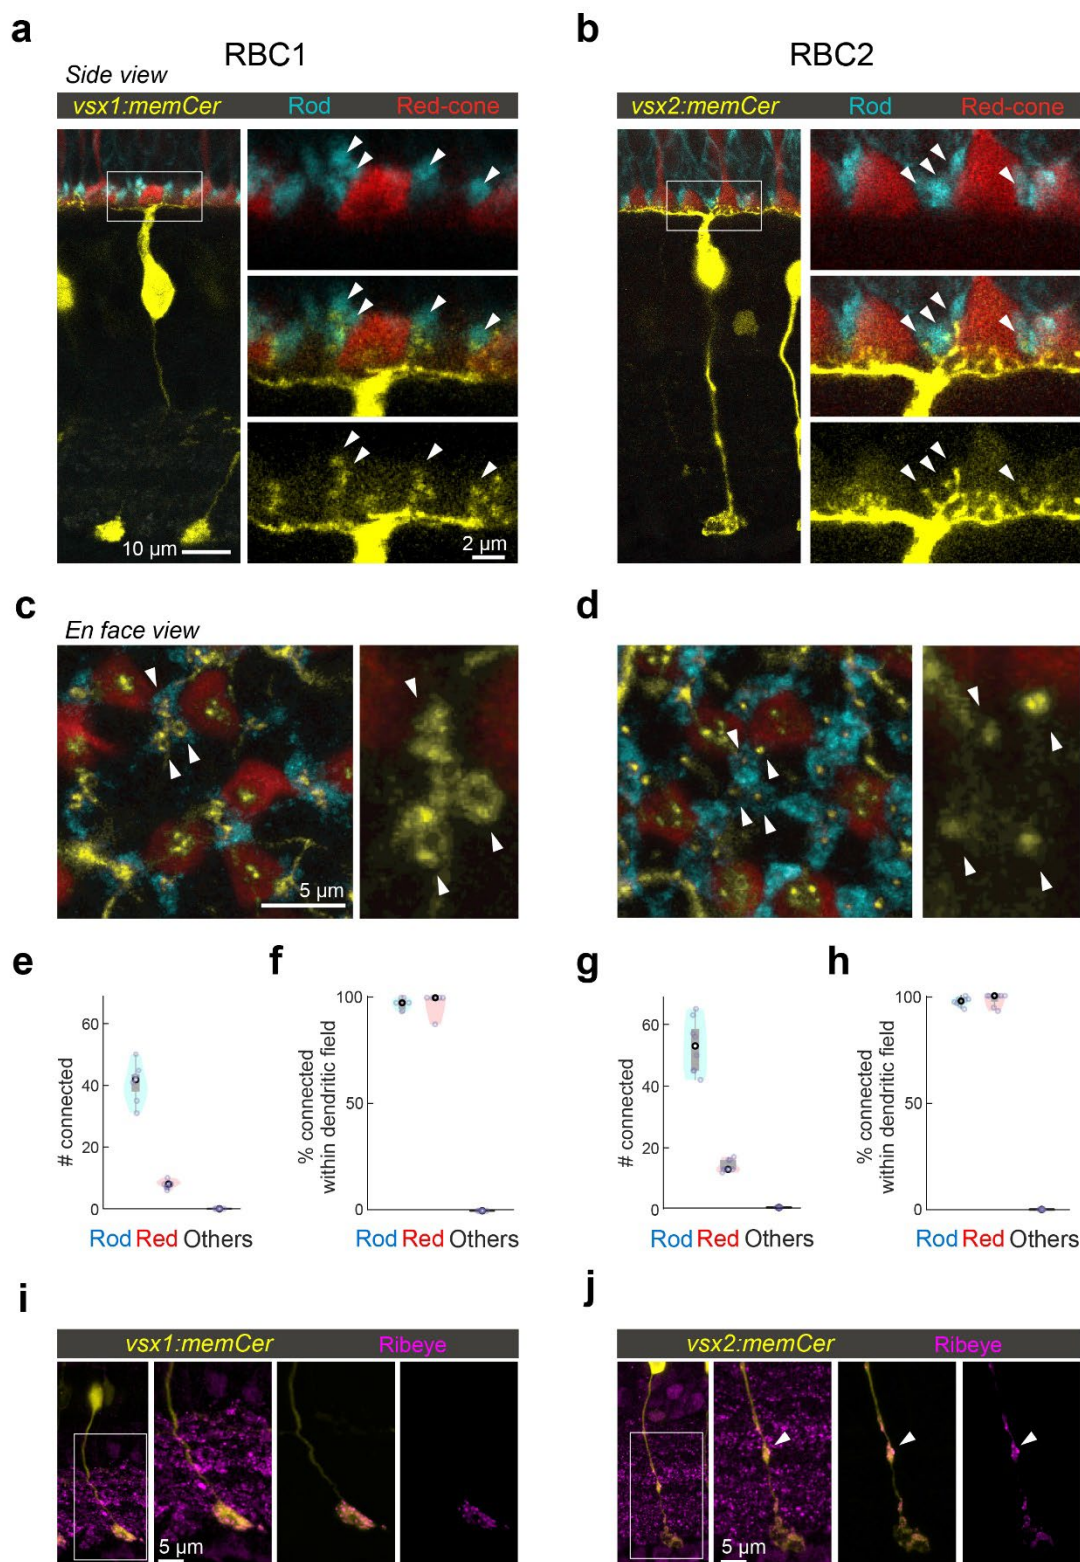 a
b
RBC1
RBC2
Side view
vsx1:memCer Rod Red-cone
vsx2:memCer Rod Red-cone
10 µm
2 µm
c
d
En face view
5 µm
e
f
g
h
# connected
60
40
20
0
Rod Red Others
% connected
within dendritic field
100
50
0
Rod Red Others
# connected
60
40
20
0
Rod Red Others
% connected
within dendritic field
100
50
0
Rod Red Others
i
j
vsx1:memCer Ribeye
vsx2:memCer Ribeye
5 µm
5 µm